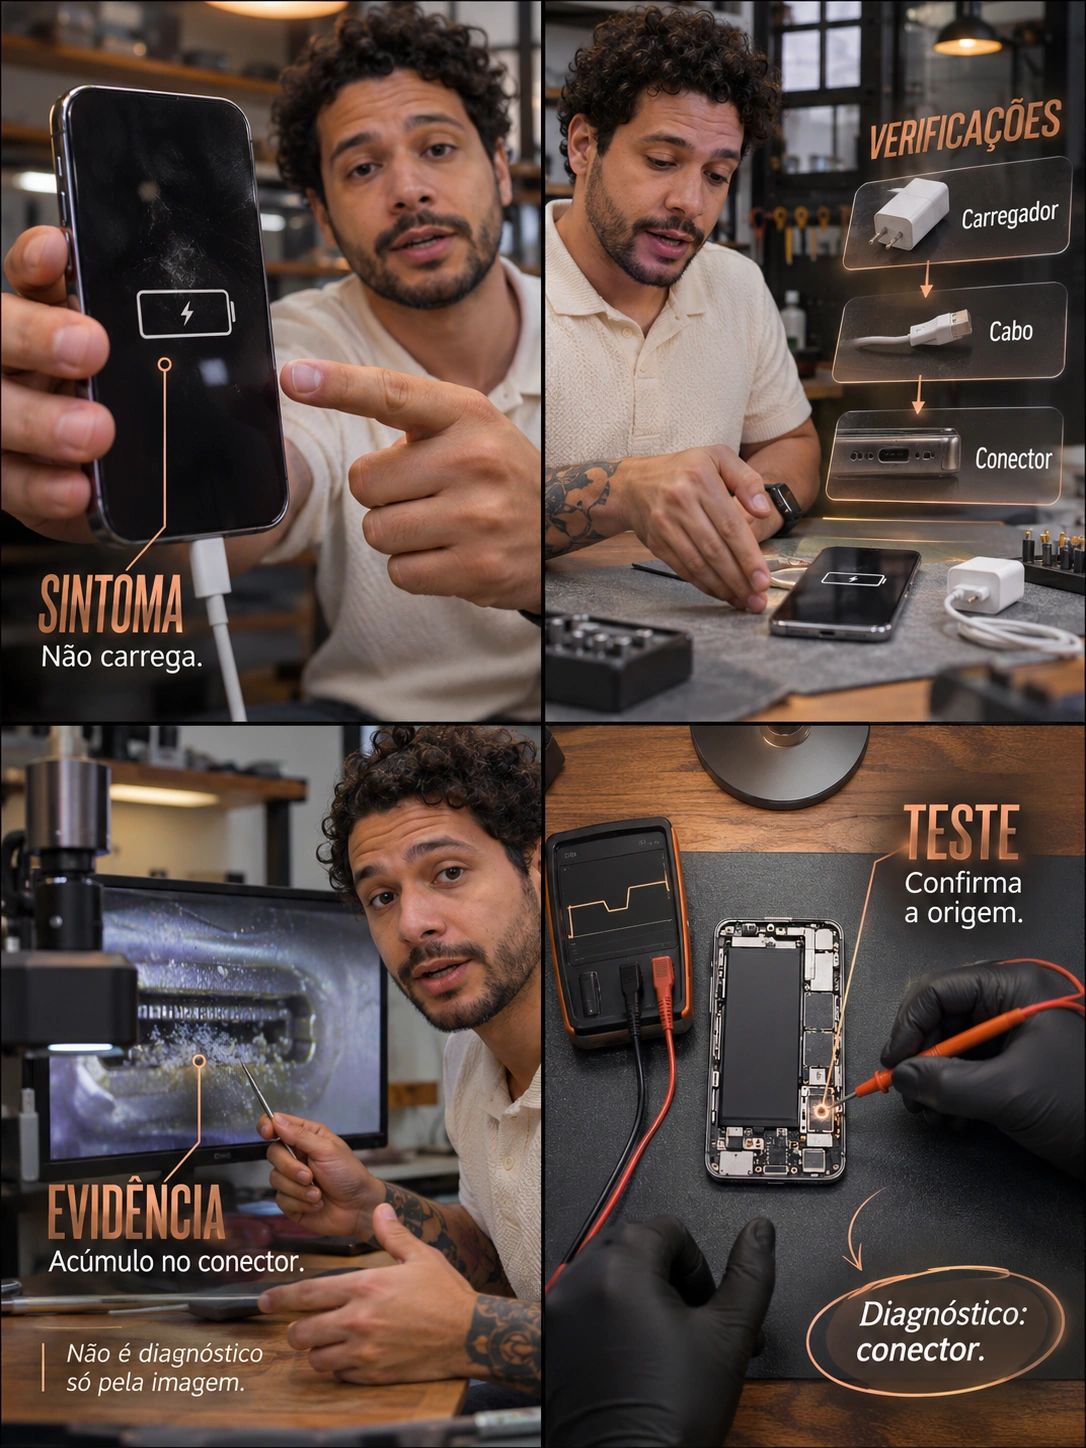 SINTOMA
Não carrega.
VERIFICAÇÕES
Carregador
Cabo
Conector
EVIDÊNCIA
Acúmulo no conector.
Não é diagnóstico
só pela imagem.
TESTE
Confirma
a origem.
Diagnóstico:
conector.